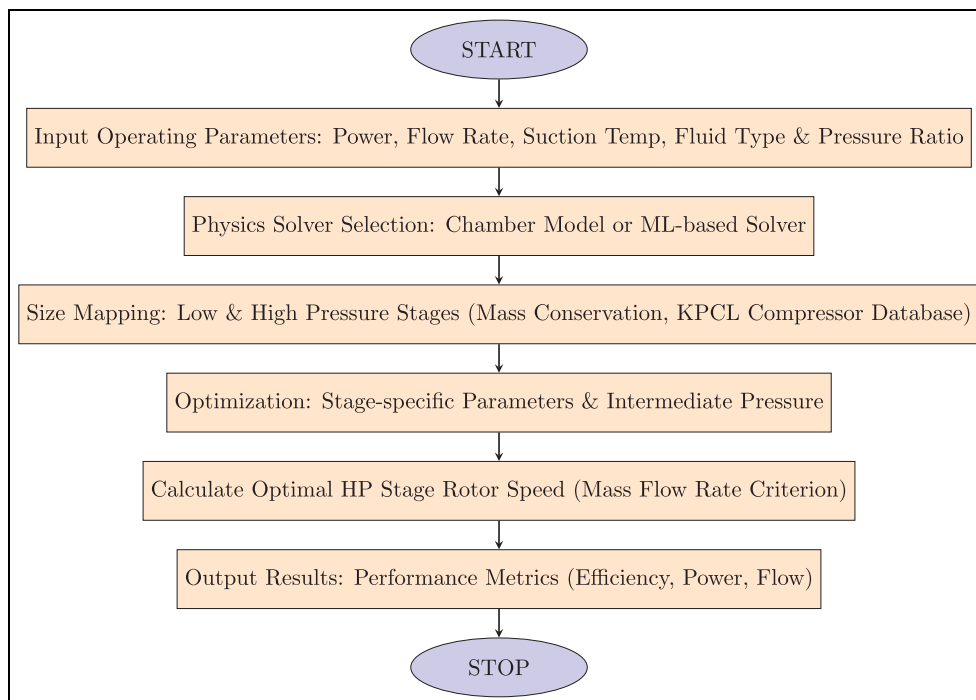 START
Input Operating Parameters: Power, Flow Rate, Suction Temp, Fluid Type & Pressure Ratio
Physics Solver Selection: Chamber Model or ML-based Solver
Size Mapping: Low & High Pressure Stages (Mass Conservation, KPCL Compressor Database)
Optimization: Stage-specific Parameters & Intermediate Pressure
Calculate Optimal HP Stage Rotor Speed (Mass Flow Rate Criterion)
Output Results: Performance Metrics (Efficiency, Power, Flow)
STOP